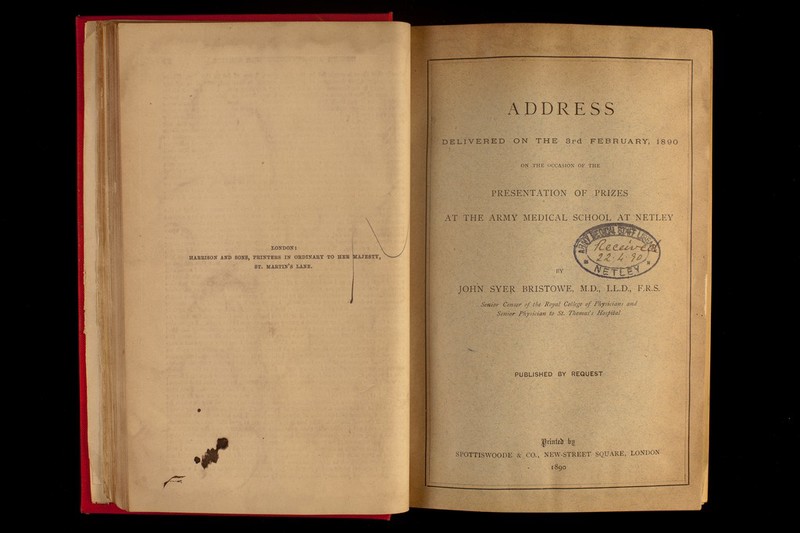 LONDON:
HARRISON AND SONS, PRINTERS IN ORDINARY TO HER MAJESTY,
ST. MARTIN'S LANE.
ADDRESS
DELIVERED ON THE 3rd FEBRUARY, 1890
ON THE OCCASION OF THE
PRESENTATION OF PRIZES
AT THE ARMY MEDICAL SCHOOL AT NETLEY
ARMY MEDICAL
Received
NETLEY
BY
JOHN SYER BRISTOWE, M.D., LL.D., F.R.S.
Senior Censor of the Royal College of Physicians and
Senior Physician to St. Thomas's Hospital
PUBLISHED BY REQUEST
Printed by
SPOTTISWOODE & CO., NEW-STREET SQUARE, LONDON
1890